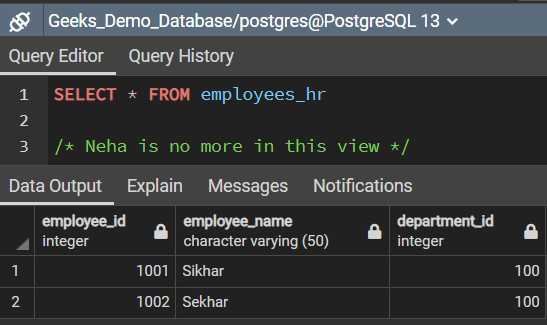 Geeks_Demo_Database/postgres@PostgreSQL 13
Query Editor Query History
1 SELECT * FROM employees_hr
2
3 /* Neha is no more in this view */
Data Output Explain Messages Notifications
employee_id employee_name department_id
integer character varying (50) integer
1 1001 Sikhar 100
2 1002 Sekhar 100